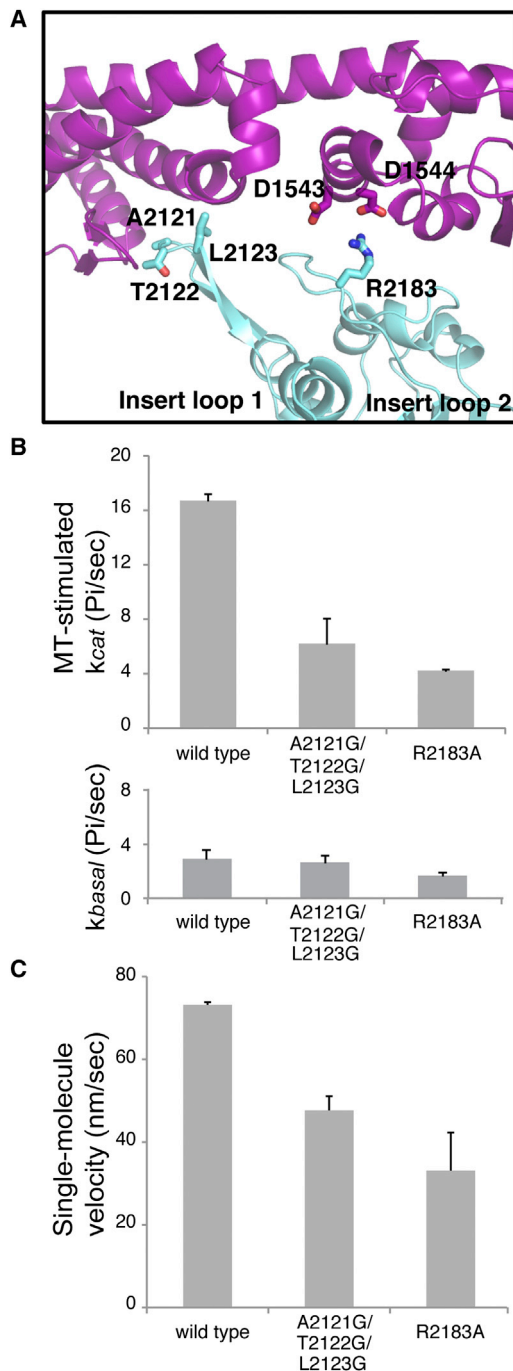 A
D1543
D1544
A2121
L2123
T2122
R2183
Insert loop 1
Insert loop 2
B
MT-stimulated
kcat (Pi/sec)
20
16
12
8
4
0
wild type
A2121G/
T2122G/
L2123G
R2183A
kbasal (Pi/sec)
8
4
0
wild type
A2121G/
T2122G/
L2123G
R2183A
C
Single-molecule
velocity (nm/sec)
80
60
40
20
0
wild type
A2121G/
T2122G/
L2123G
R2183A